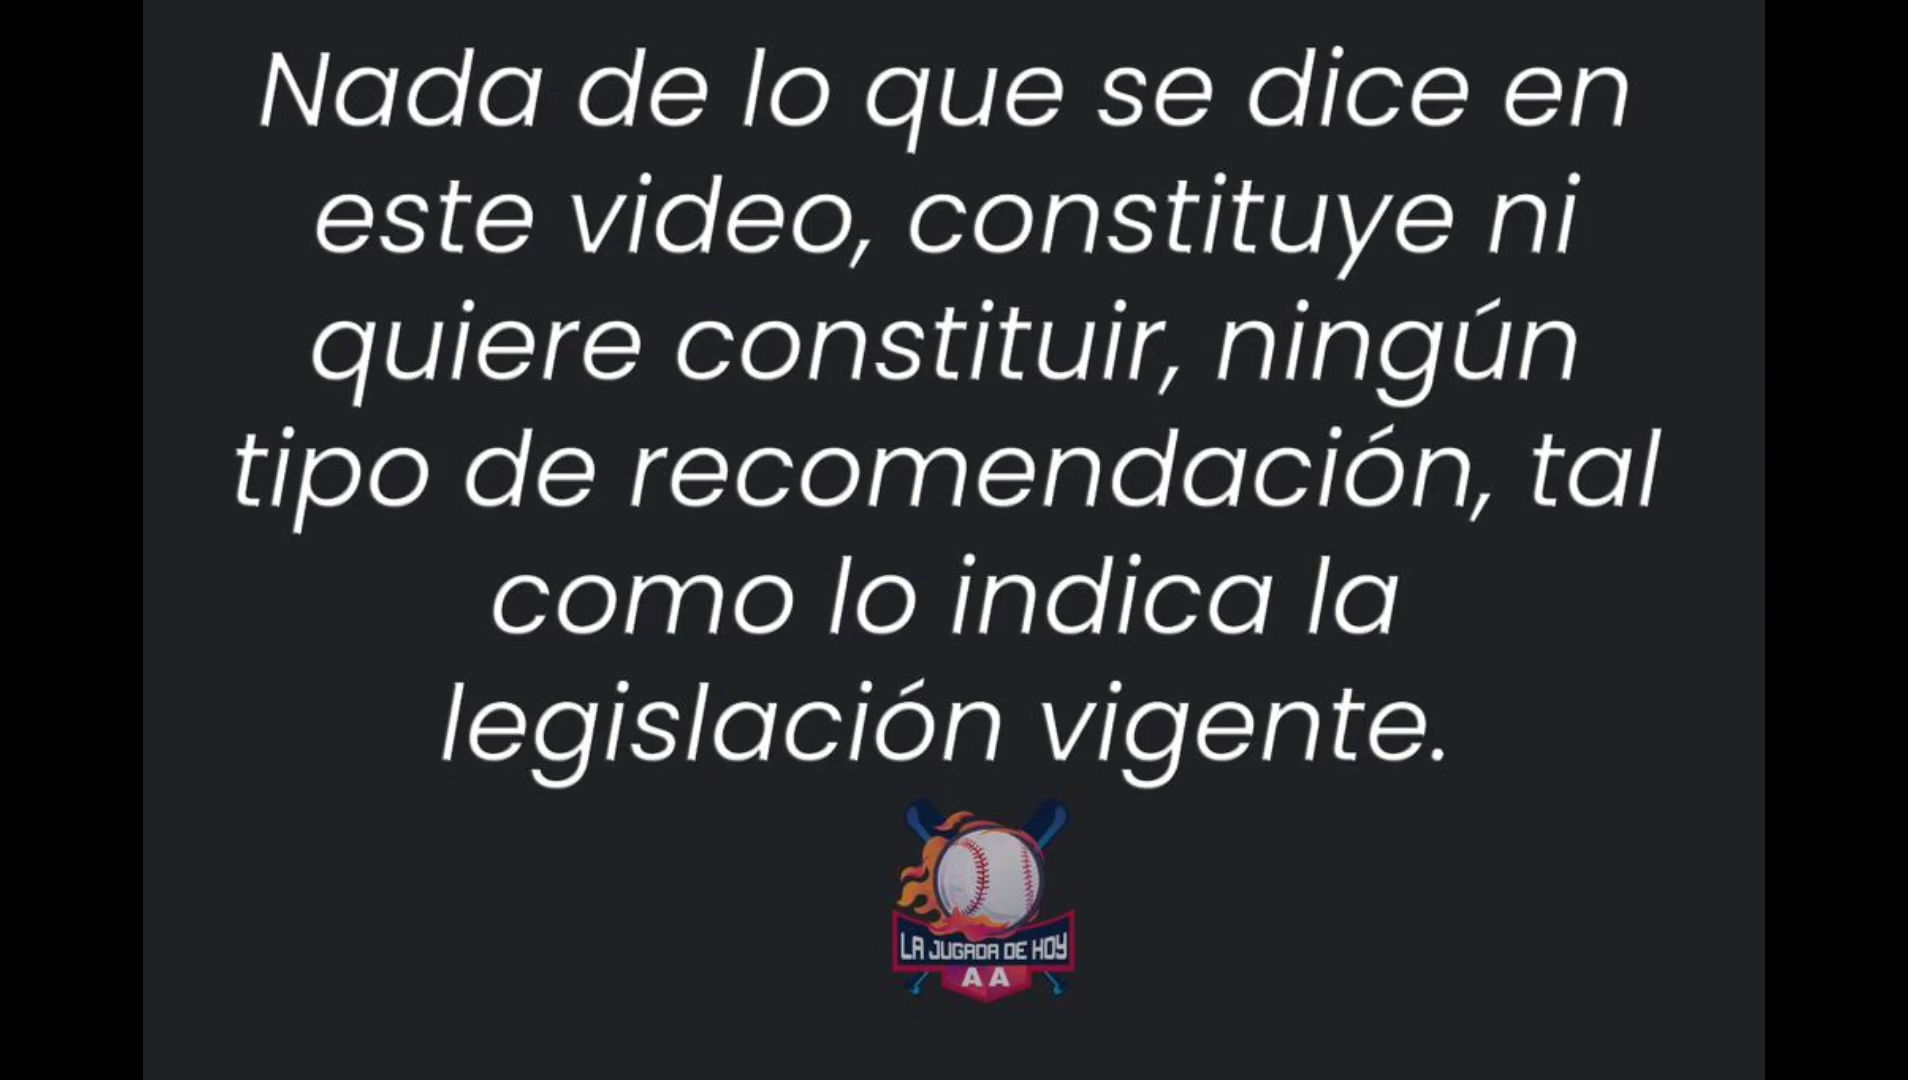 Nada de lo que se dice en
este video, constituye ni
quiere constituir, ningún
tipo de recomendación, tal
como lo indica la
legislación vigente.
LA JUGADA DE HOY
AA